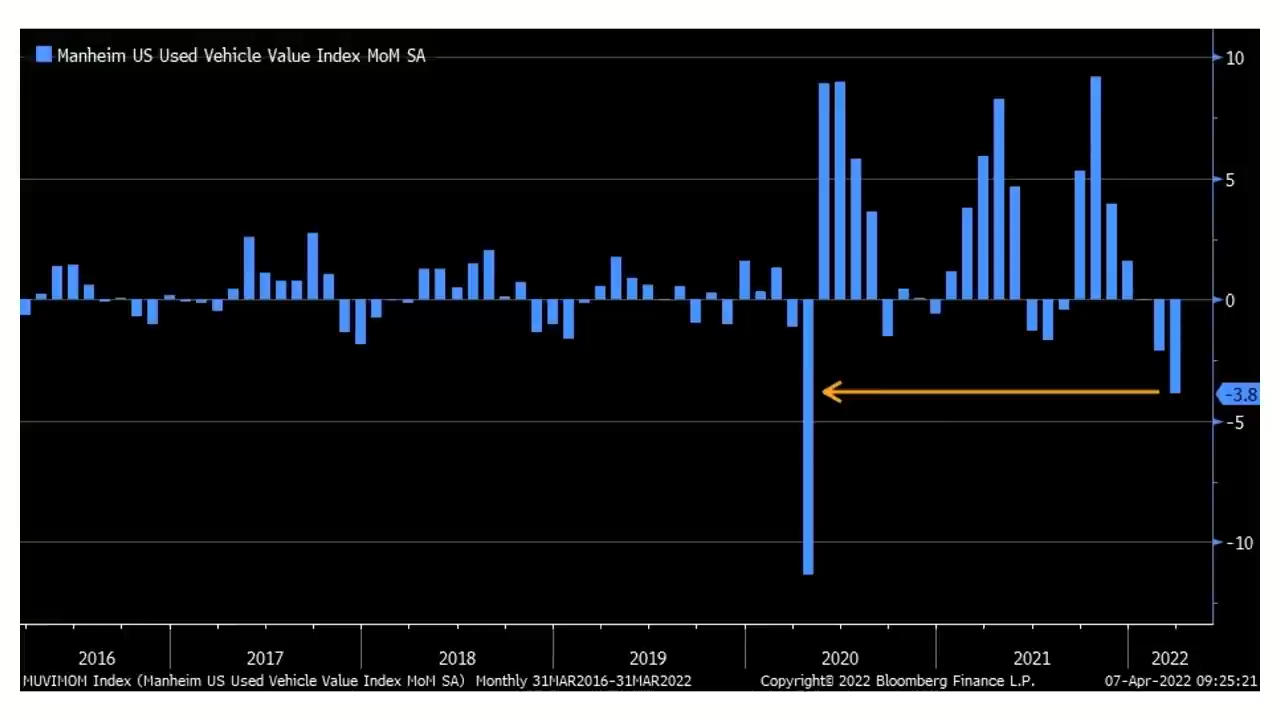 Manheim US Used Vehicle Value Index MoM SA
10
5
0
-3.8
-5
-10
2016 2017 2018 2019 2020 2021 2022
MUVIMOM Index (Manheim US Used Vehicle Value Index MoM SA) Monthly 31MAR2016-31MAR2022 Copyright© 2022 Bloomberg Finance L.P. 07-Apr-2022 09:25:21